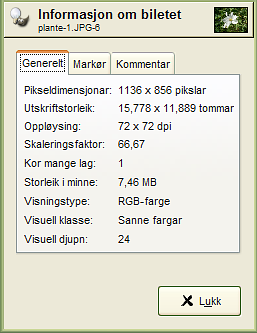 Informasjon om biletet
plante-1.JPG-6
Generelt Markør Kommentar
Pikseldimensjonar: 1136 x 856 pikslar
Utskriftstorleik: 15,778 x 11,889 tommar
Oppløysing: 72 x 72 dpi
Skaleringsfaktor: 66,67
Kor mange lag: 1
Storleik i minne: 7,46 MB
Visningstype: RGB-farge
Visuell klasse: Sanne fargar
Visuell djupn: 24
Lukk